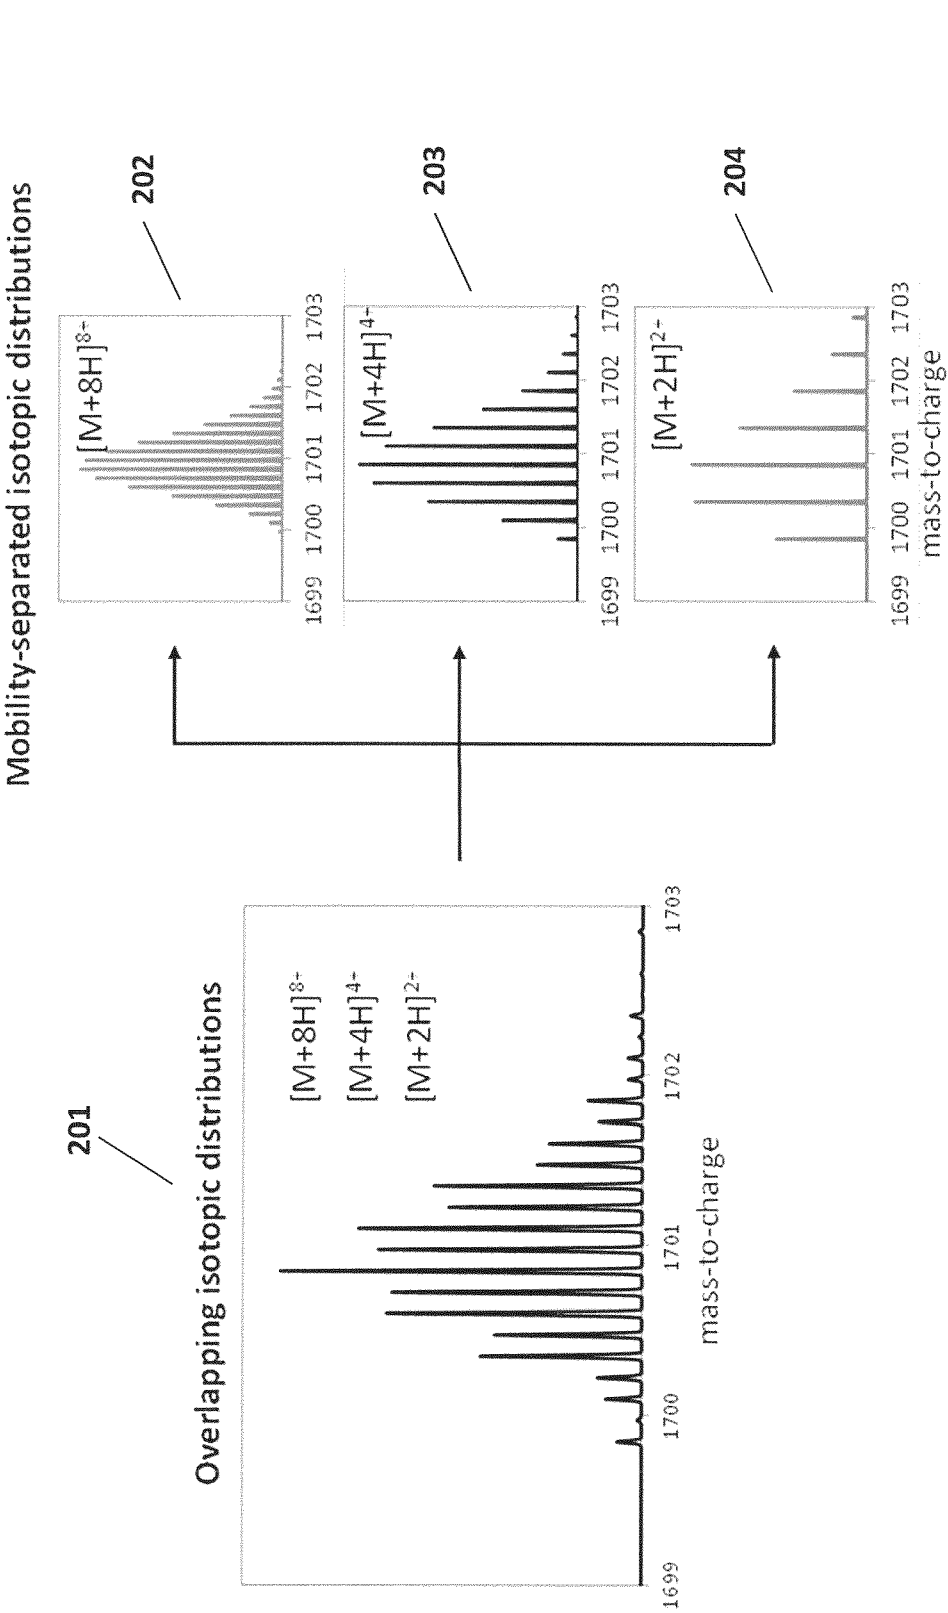 Mobility-separated isotopic distributions
202
[M+8H]8+
1699 1700 1701 1702 1703
203
[M+4H]4+
1699 1700 1701 1702 1703
204
[M+2H]2+
1699 1700 1701 1702 1703
mass-to-charge
201
Overlapping isotopic distributions
[M+8H]8+
[M+4H]4+
[M+2H]2+
1699 1700 1701 1702 1703
mass-to-charge